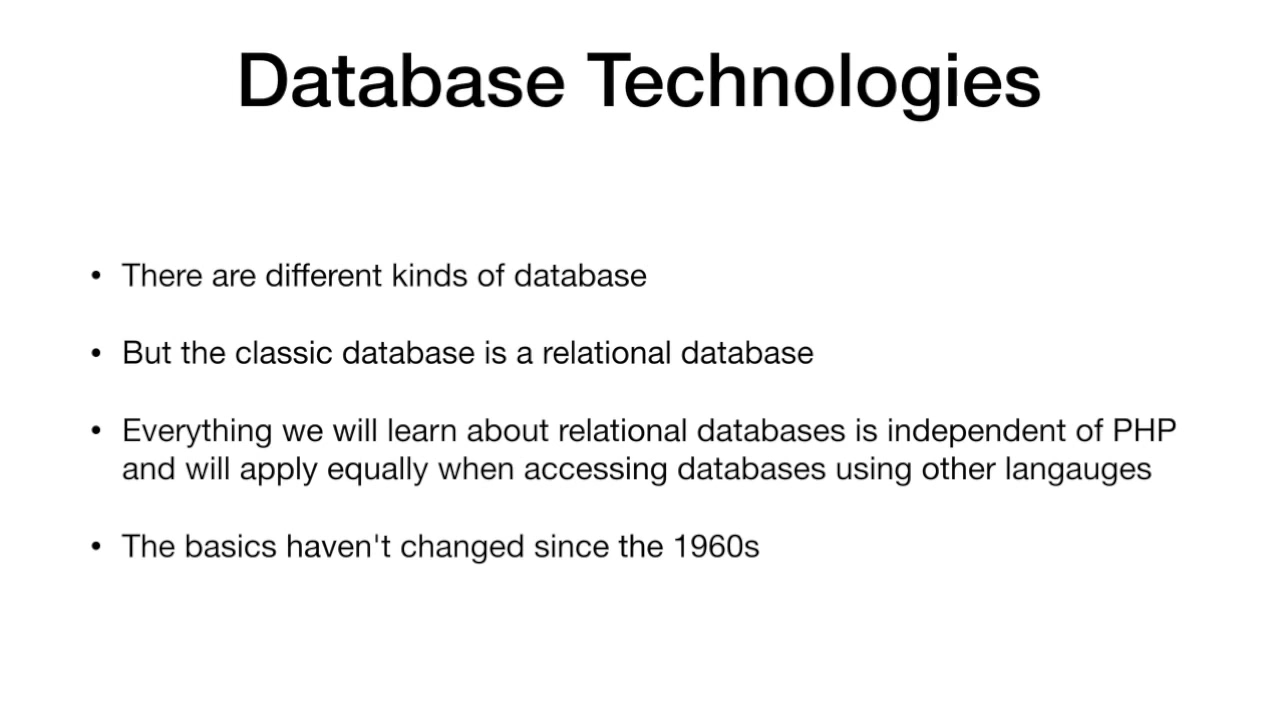 Database Technologies
• There are different kinds of database
• But the classic database is a relational database
• Everything we will learn about relational databases is independent of PHP
and will apply equally when accessing databases using other langauges
• The basics haven't changed since the 1960s